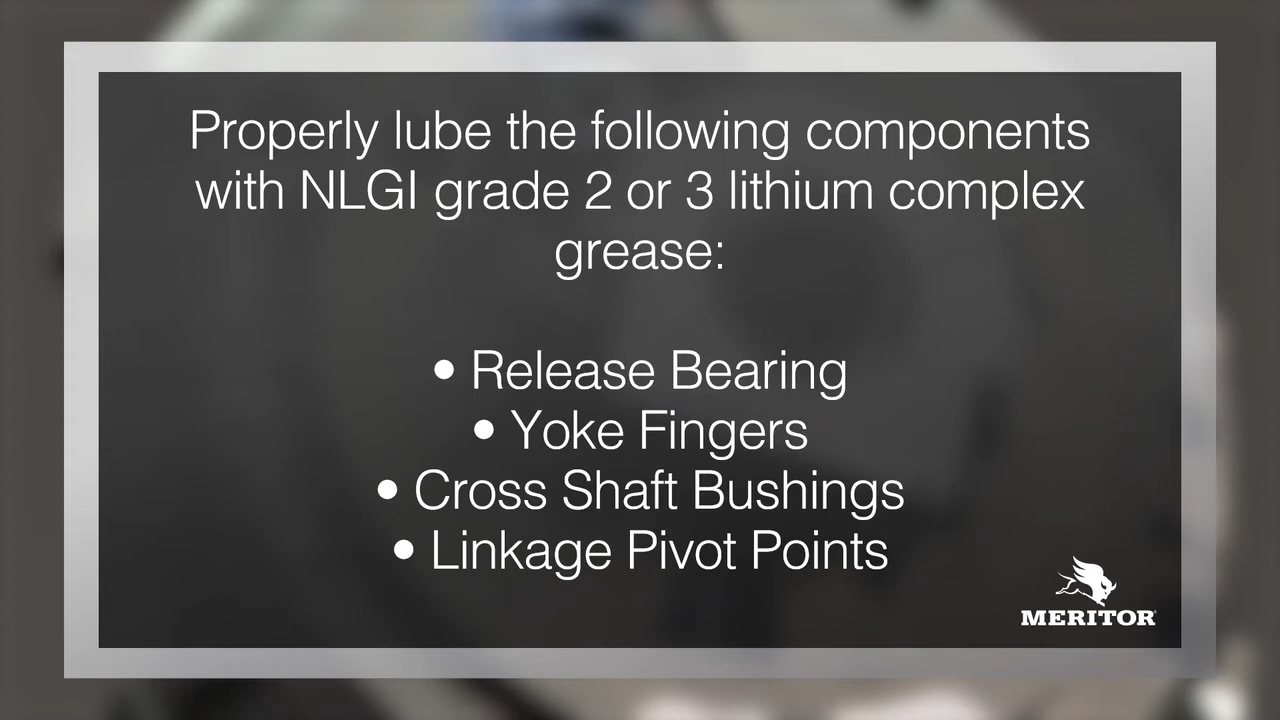 Properly lube the following components
with NLGI grade 2 or 3 lithium complex
grease:
• Release Bearing
• Yoke Fingers
• Cross Shaft Bushings
• Linkage Pivot Points
MERITOR